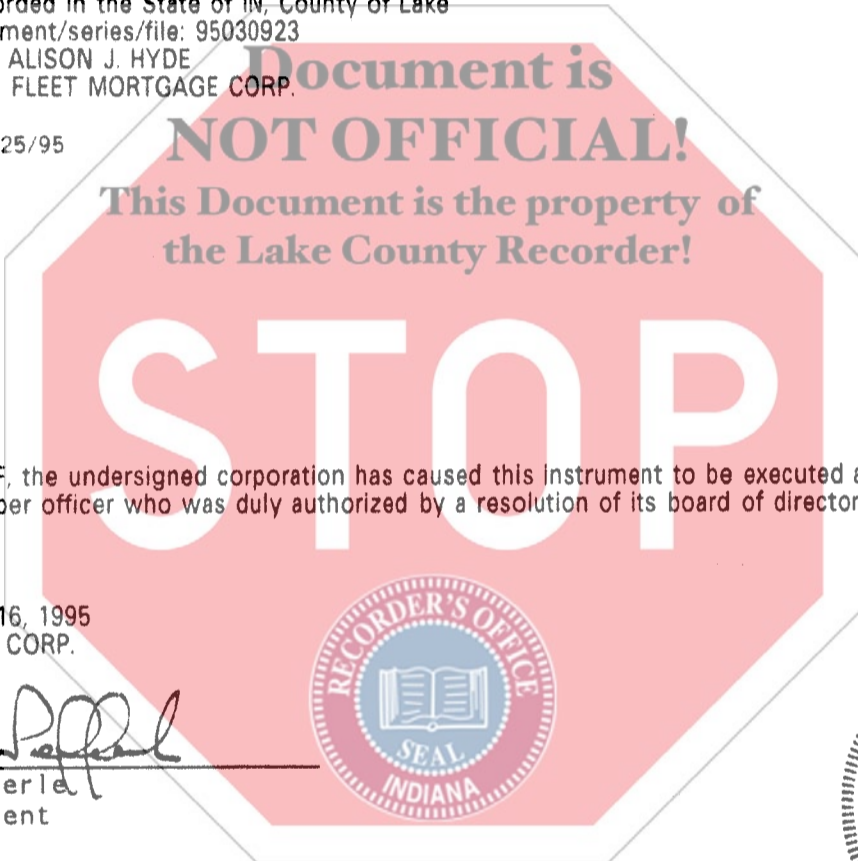 orded in the State of IN, County of Lake
ment/series/file: 95030923
ALISON J. HYDE
FLEET MORTGAGE CORP.
25/95
Document is
NOT OFFICIAL!
This Document is the property of
the Lake County Recorder!
STOP
, the undersigned corporation has caused this instrument to be executed a
per officer who was duly authorized by a resolution of its board of director
16, 1995
CORP.
erle
ent
RECORDER'S OFFICE
SEAL
INDIANA